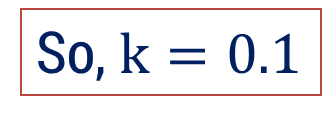 So, k = 0.1